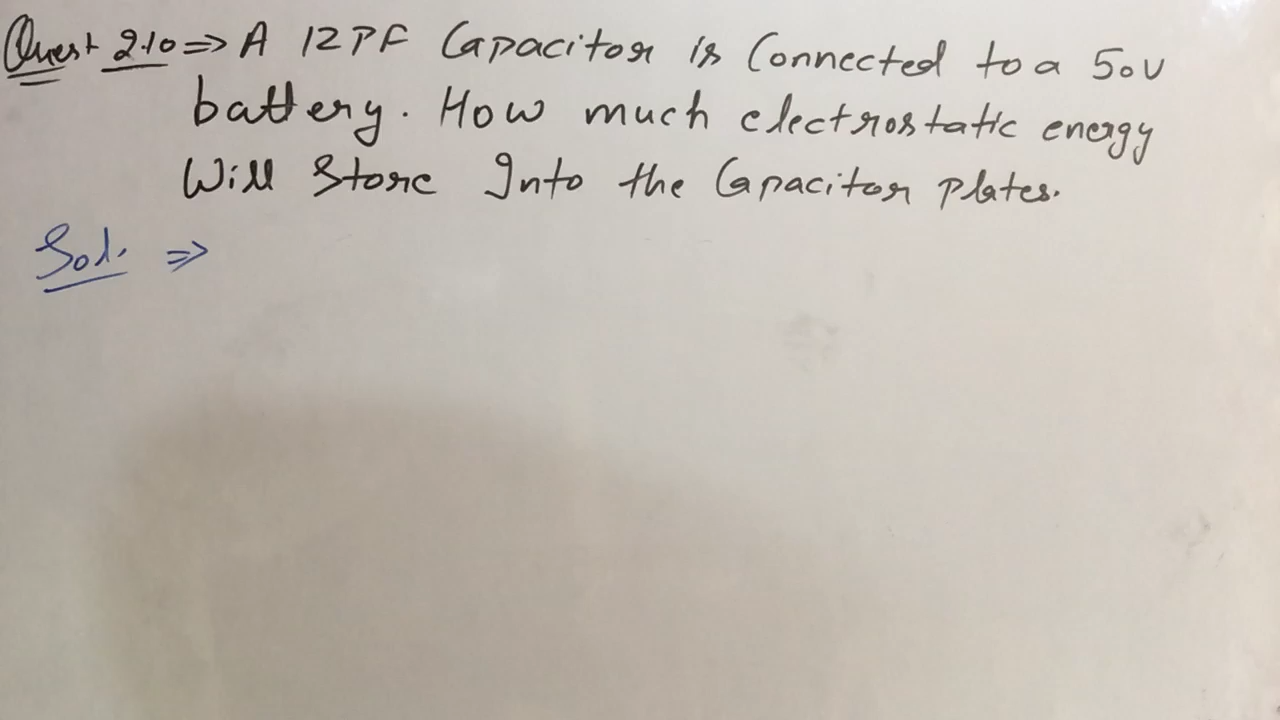 Quest 2.10 ⇒ A 12PF Capacitor is Connected to a 50V
battery. How much electrostatic energy
Will Store Into the Capacitor plates.
Sol. ⇒